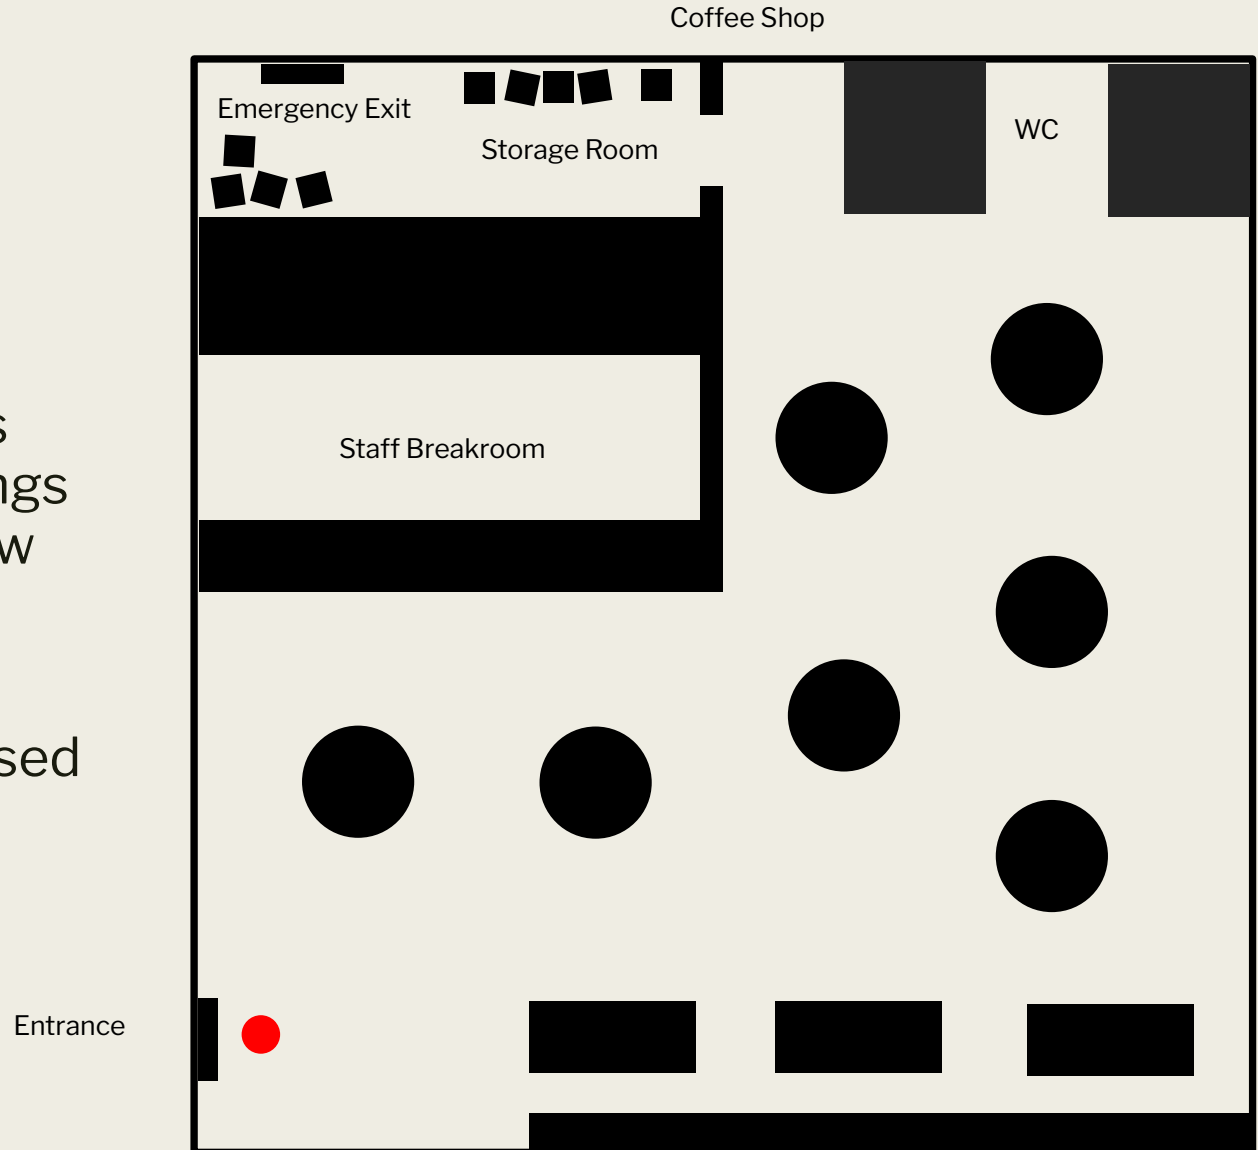 Coffee Shop
Emergency Exit
WC
Storage Room
Staff Breakroom
Entrance